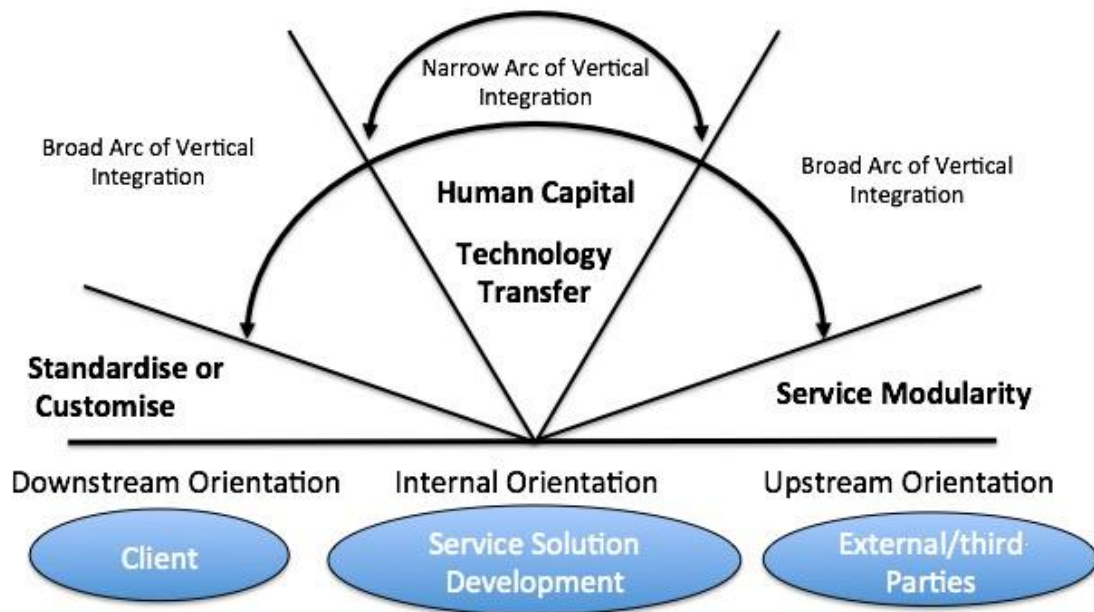 Narrow Arc of Vertical
Integration
Broad Arc of Vertical
Integration
Broad Arc of Vertical
Integration
Human Capital
Technology
Transfer
Standardise or
Customise
Service Modularity
Downstream Orientation
Internal Orientation
Upstream Orientation
Client
Service Solution
Development
External/third
Parties